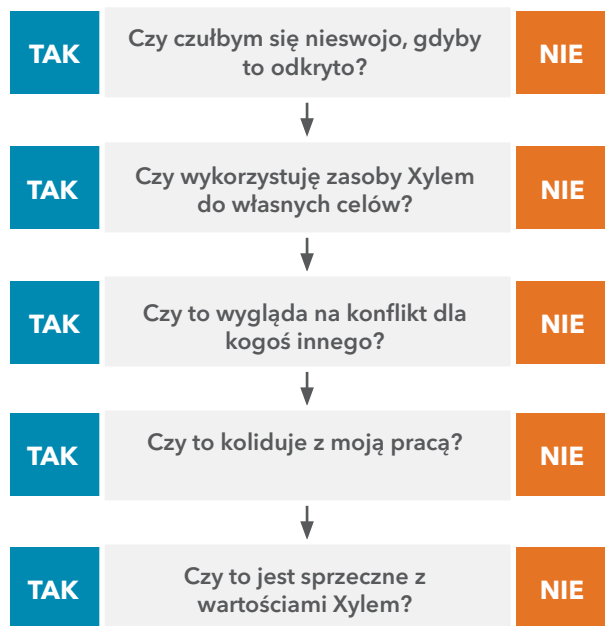 TAK
Czy czułbym się nieswojo, gdyby
to odkryto?
NIE
TAK
Czy wykorzystuję zasoby Xylem
do własnych celów?
NIE
TAK
Czy to wygląda na konflikt dla
kogoś innego?
NIE
TAK
Czy to koliduje z moją pracą?
NIE
TAK
Czy to jest sprzeczne z
wartościami Xylem?
NIE